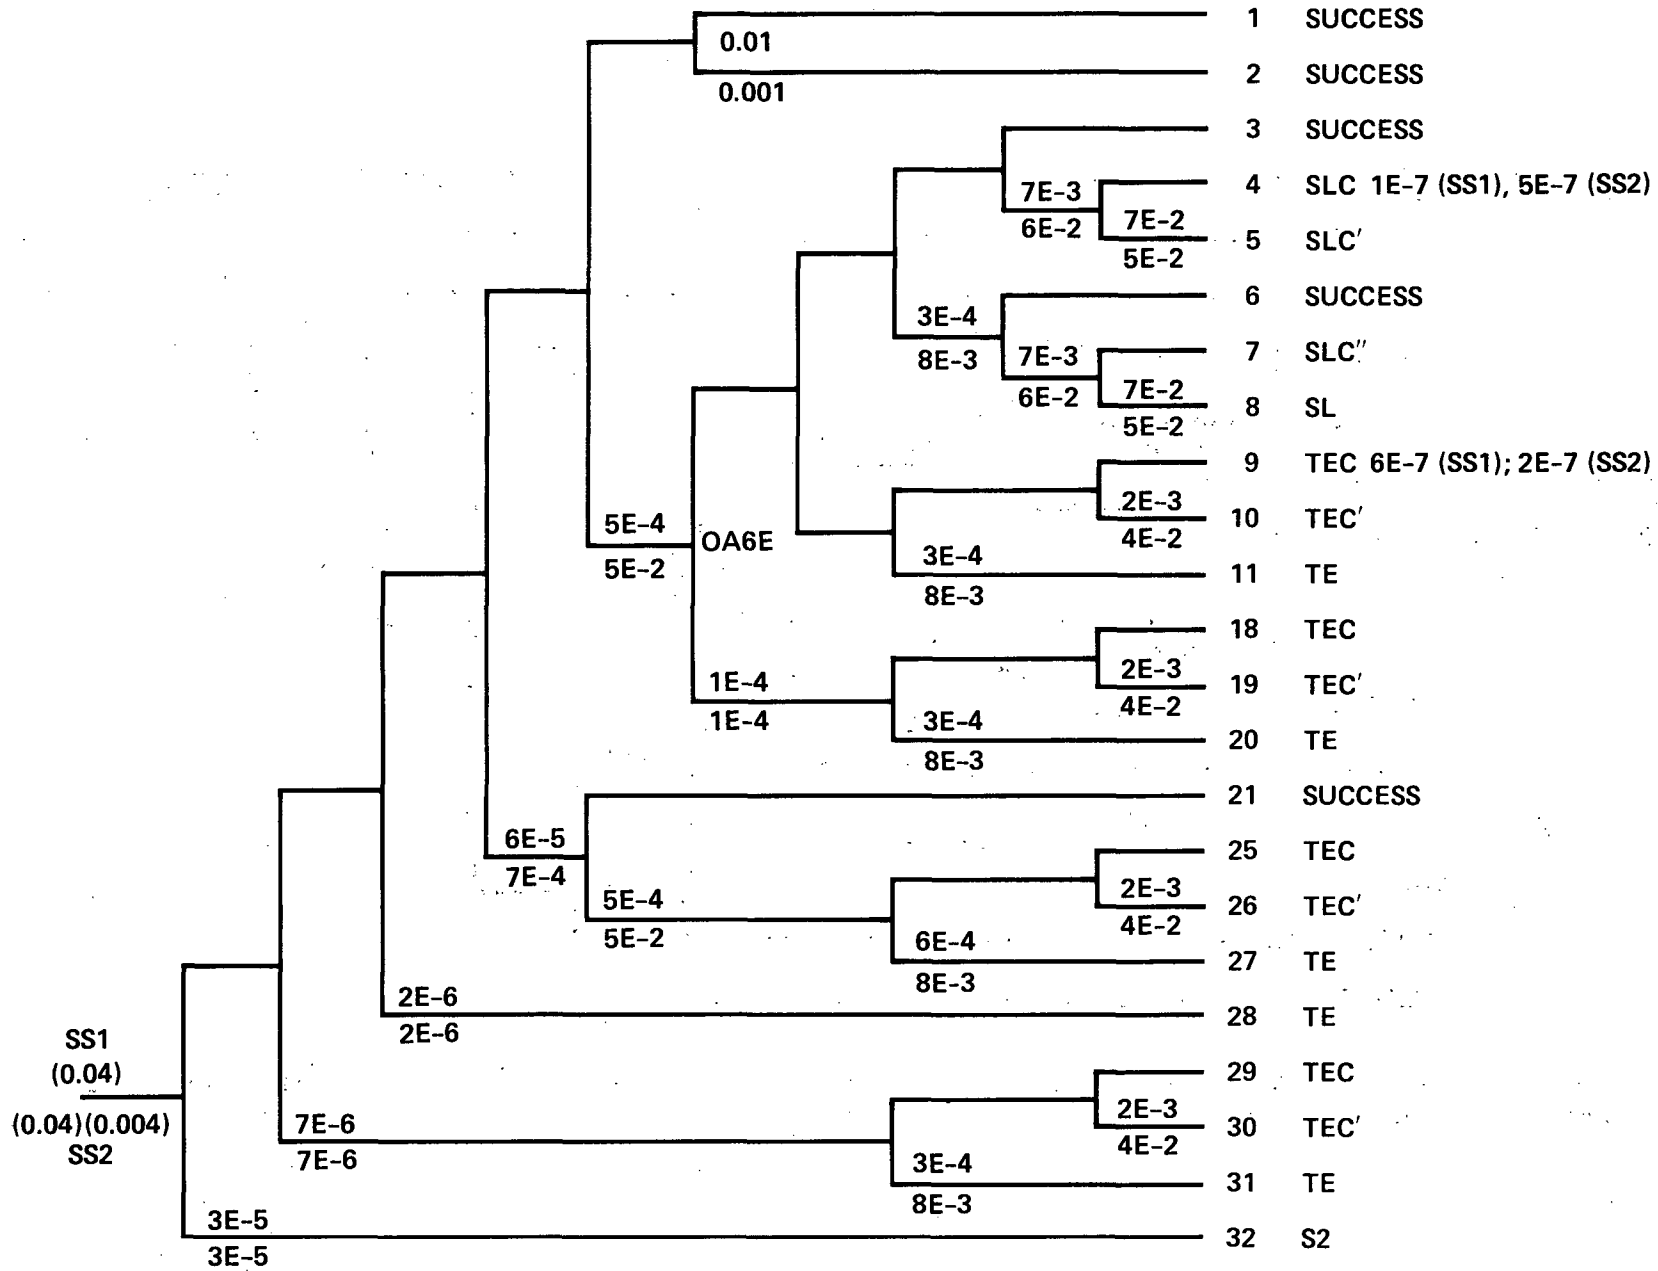 1 SUCCESS
0.01
2 SUCCESS
0.001
3 SUCCESS
7E-3 4 SLC 1E-7 (SS1), 5E-7 (SS2)
6E-2 7E-2
5 SLC′
5E-2
6 SUCCESS
3E-4
8E-3 7E-3 7 SLC″
6E-2 7E-2
8 SL
5E-2
9 TEC 6E-7 (SS1); 2E-7 (SS2)
2E-3
5E-4 10 TEC′
OA6E 4E-2
5E-2 3E-4
11 TE
8E-3
18 TEC
2E-3
1E-4 19 TEC′
1E-4 3E-4 4E-2
20 TE
8E-3
21 SUCCESS
6E-5
7E-4 25 TEC
5E-4 2E-3
26 TEC′
5E-2 6E-4 4E-2
27 TE
8E-3
2E-6
28 TE
2E-6
SS1
(0.04) 29 TEC
2E-3
(0.04)(0.004) 7E-6 30 TEC′
SS2 7E-6 3E-4 4E-2
31 TE
8E-3
3E-5
32 S2
3E-5